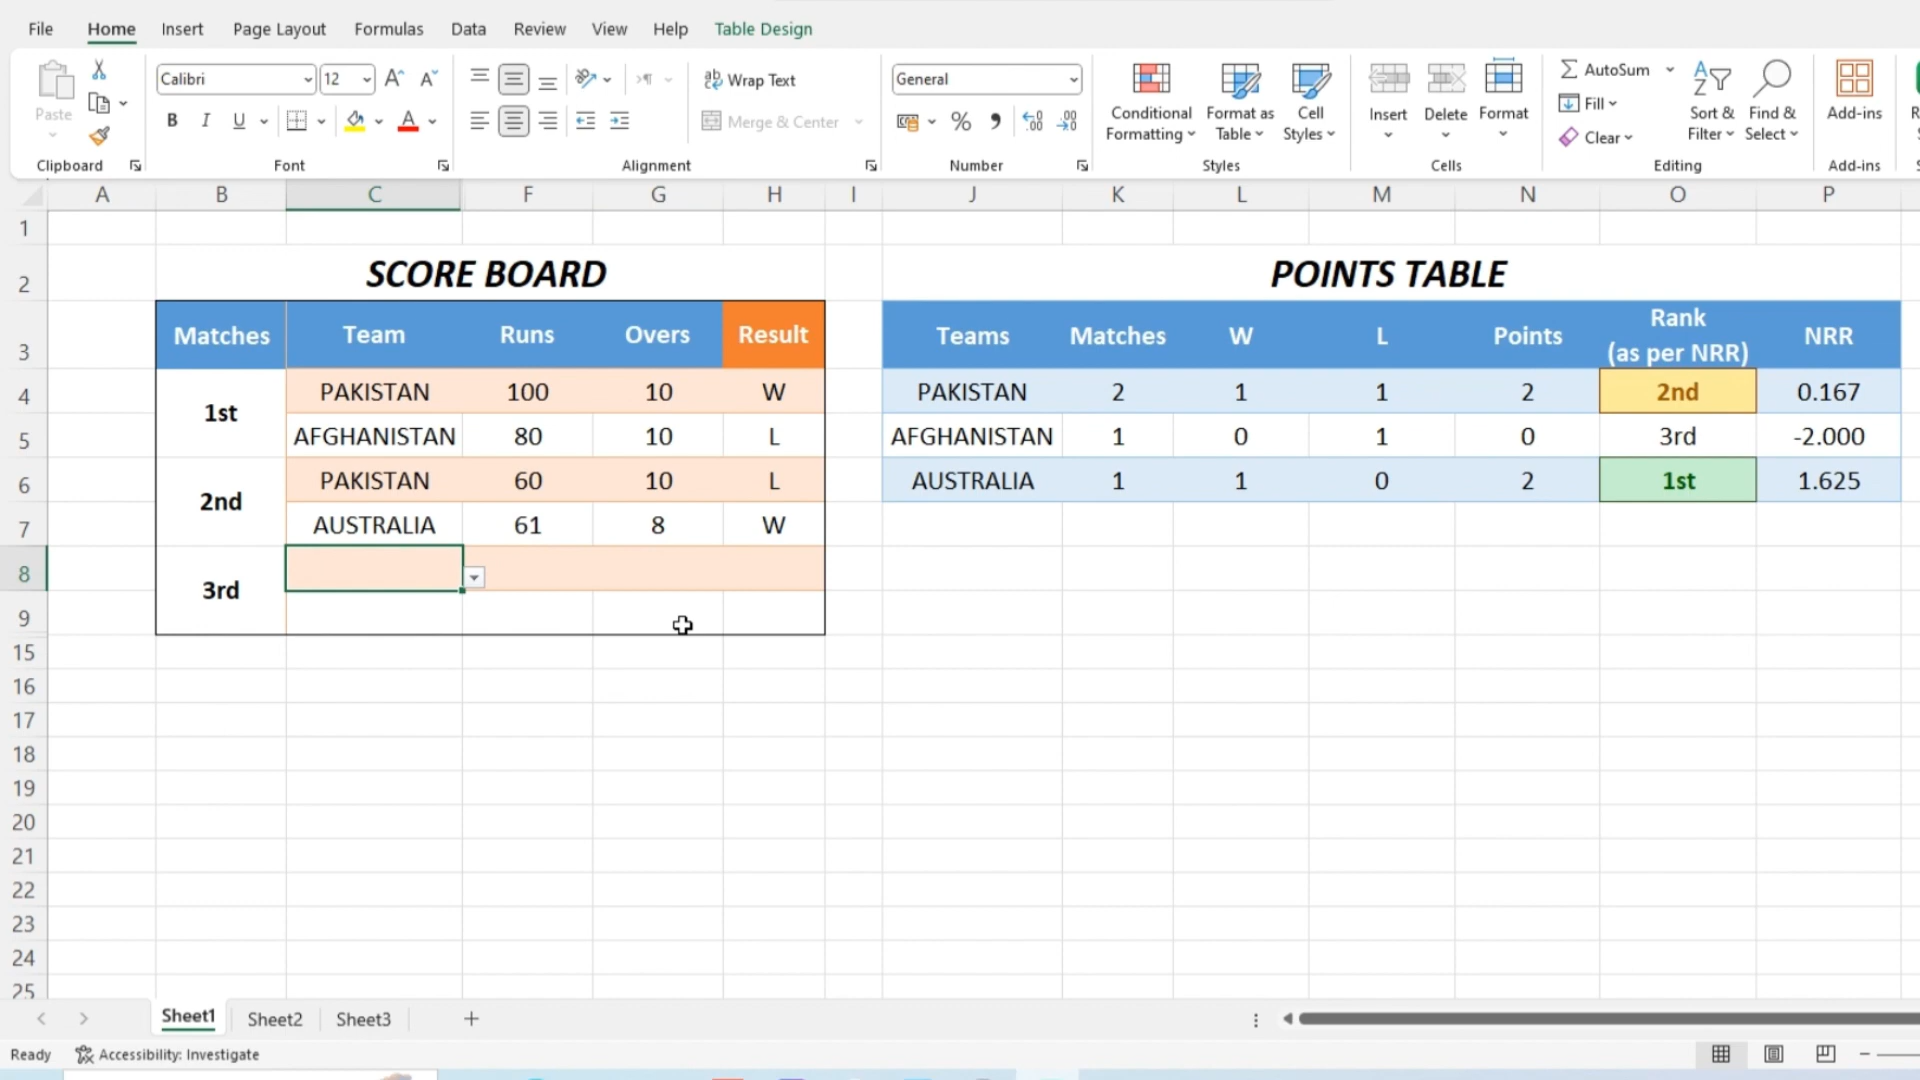 File Home Insert Page Layout Formulas Data Review View Help Table Design
Paste
Calibri 12 A^ A˅
B I U A
ab Wrap Text
Merge & Center
General
% 9
Conditional Formatting
Format as Table
Cell Styles
Insert
Delete
Format
AutoSum
Fill
Clear
Sort & Filter
Find & Select
Add-ins
Clipboard Font Alignment Number Styles Cells Editing Add-ins
A B C F G H I J K L M N O P
1
2 SCORE BOARD POINTS TABLE
3 Matches Team Runs Overs Result Teams Matches W L Points Rank (as per NRR) NRR
4 1st PAKISTAN 100 10 W PAKISTAN 2 1 1 2 2nd 0.167
5 AFGHANISTAN 80 10 L AFGHANISTAN 1 0 1 0 3rd -2.000
6 2nd PAKISTAN 60 10 L AUSTRALIA 1 1 0 2 1st 1.625
7 AUSTRALIA 61 8 W
8 3rd
9
15
16
17
18
19
20
21
22
23
24
25
Sheet1 Sheet2 Sheet3 +
Ready Accessibility: Investigate